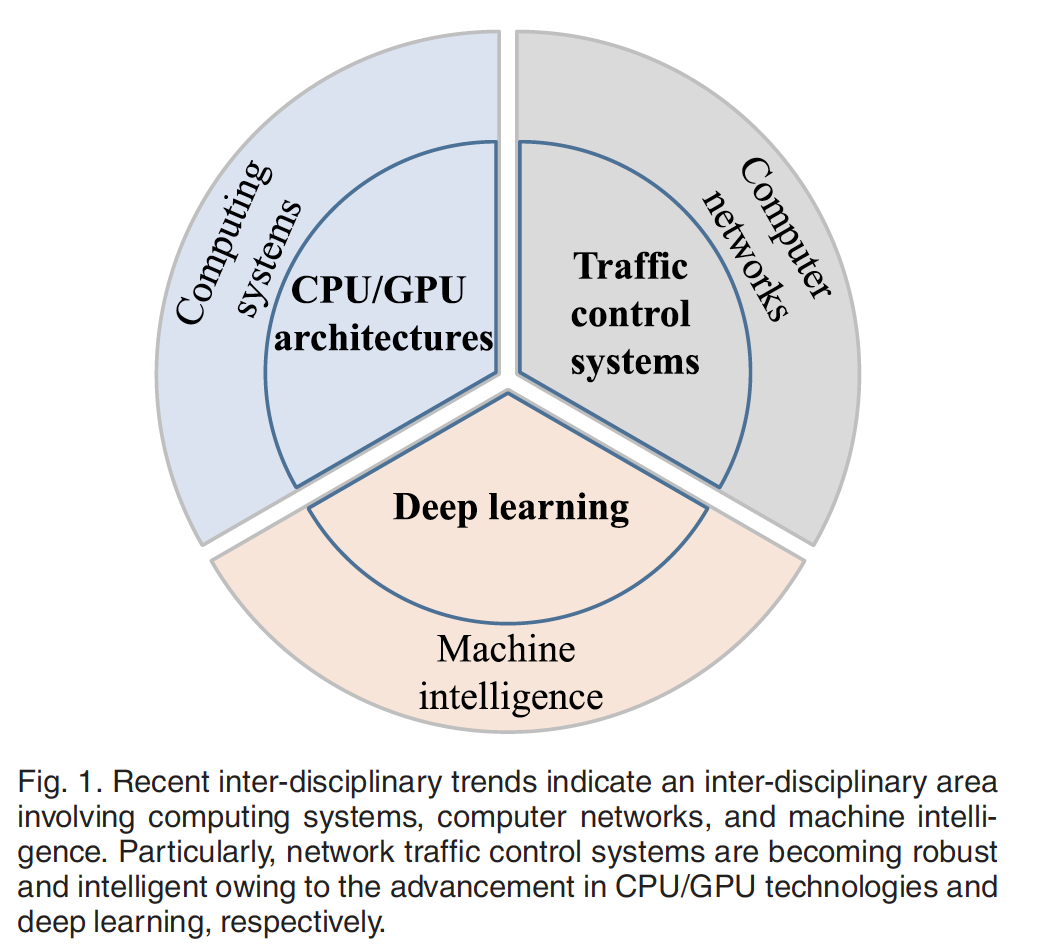 Computing
systems
CPU/GPU
architectures
Traffic
control
systems
Computer
networks
Deep learning
Machine
intelligence
Fig. 1. Recent inter-disciplinary trends indicate an inter-disciplinary area
involving computing systems, computer networks, and machine intelli-
gence. Particularly, network traffic control systems are becoming robust
and intelligent owing to the advancement in CPU/GPU technologies and
deep learning, respectively.